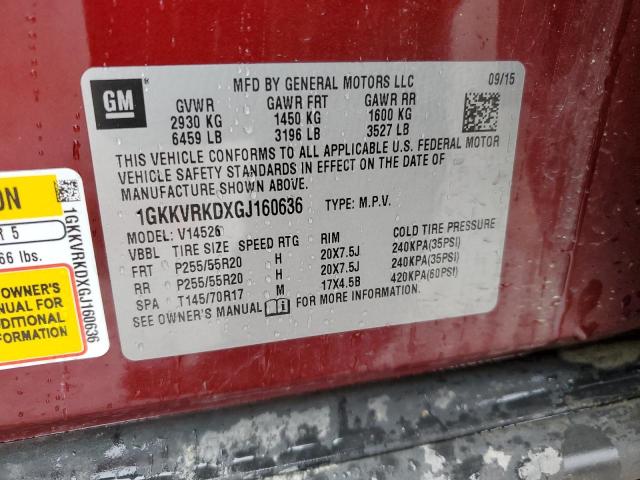 GM
MFD BY GENERAL MOTORS LLC 09/15
GVWR GAWR FRT GAWR RR
2930 KG 1450 KG 1600 KG
6459 LB 3196 LB 3527 LB
THIS VEHICLE CONFORMS TO ALL APPLICABLE U.S. FEDERAL MOTOR
VEHICLE SAFETY STANDARDS IN EFFECT ON THE DATE OF
MANUFACTURE SHOWN ABOVE.
1GKKVRKDXGJ160636 TYPE: M.P.V.
MODEL: V14526
VBBL TIRE SIZE SPEED RTG RIM COLD TIRE PRESSURE
FRT P255/55R20 H 20X7.5J 240KPA(35PSI)
RR P255/55R20 H 20X7.5J 240KPA(35PSI)
SPA T145/70R17 M 17X4.5B 420KPA(60PSI)
SEE OWNER'S MANUAL FOR MORE INFORMATION.
ON
R 5
66 lbs.
OWNER'S
NUAL FOR
DDITIONAL
ORMATION
1GKKVRKDXGJ160636